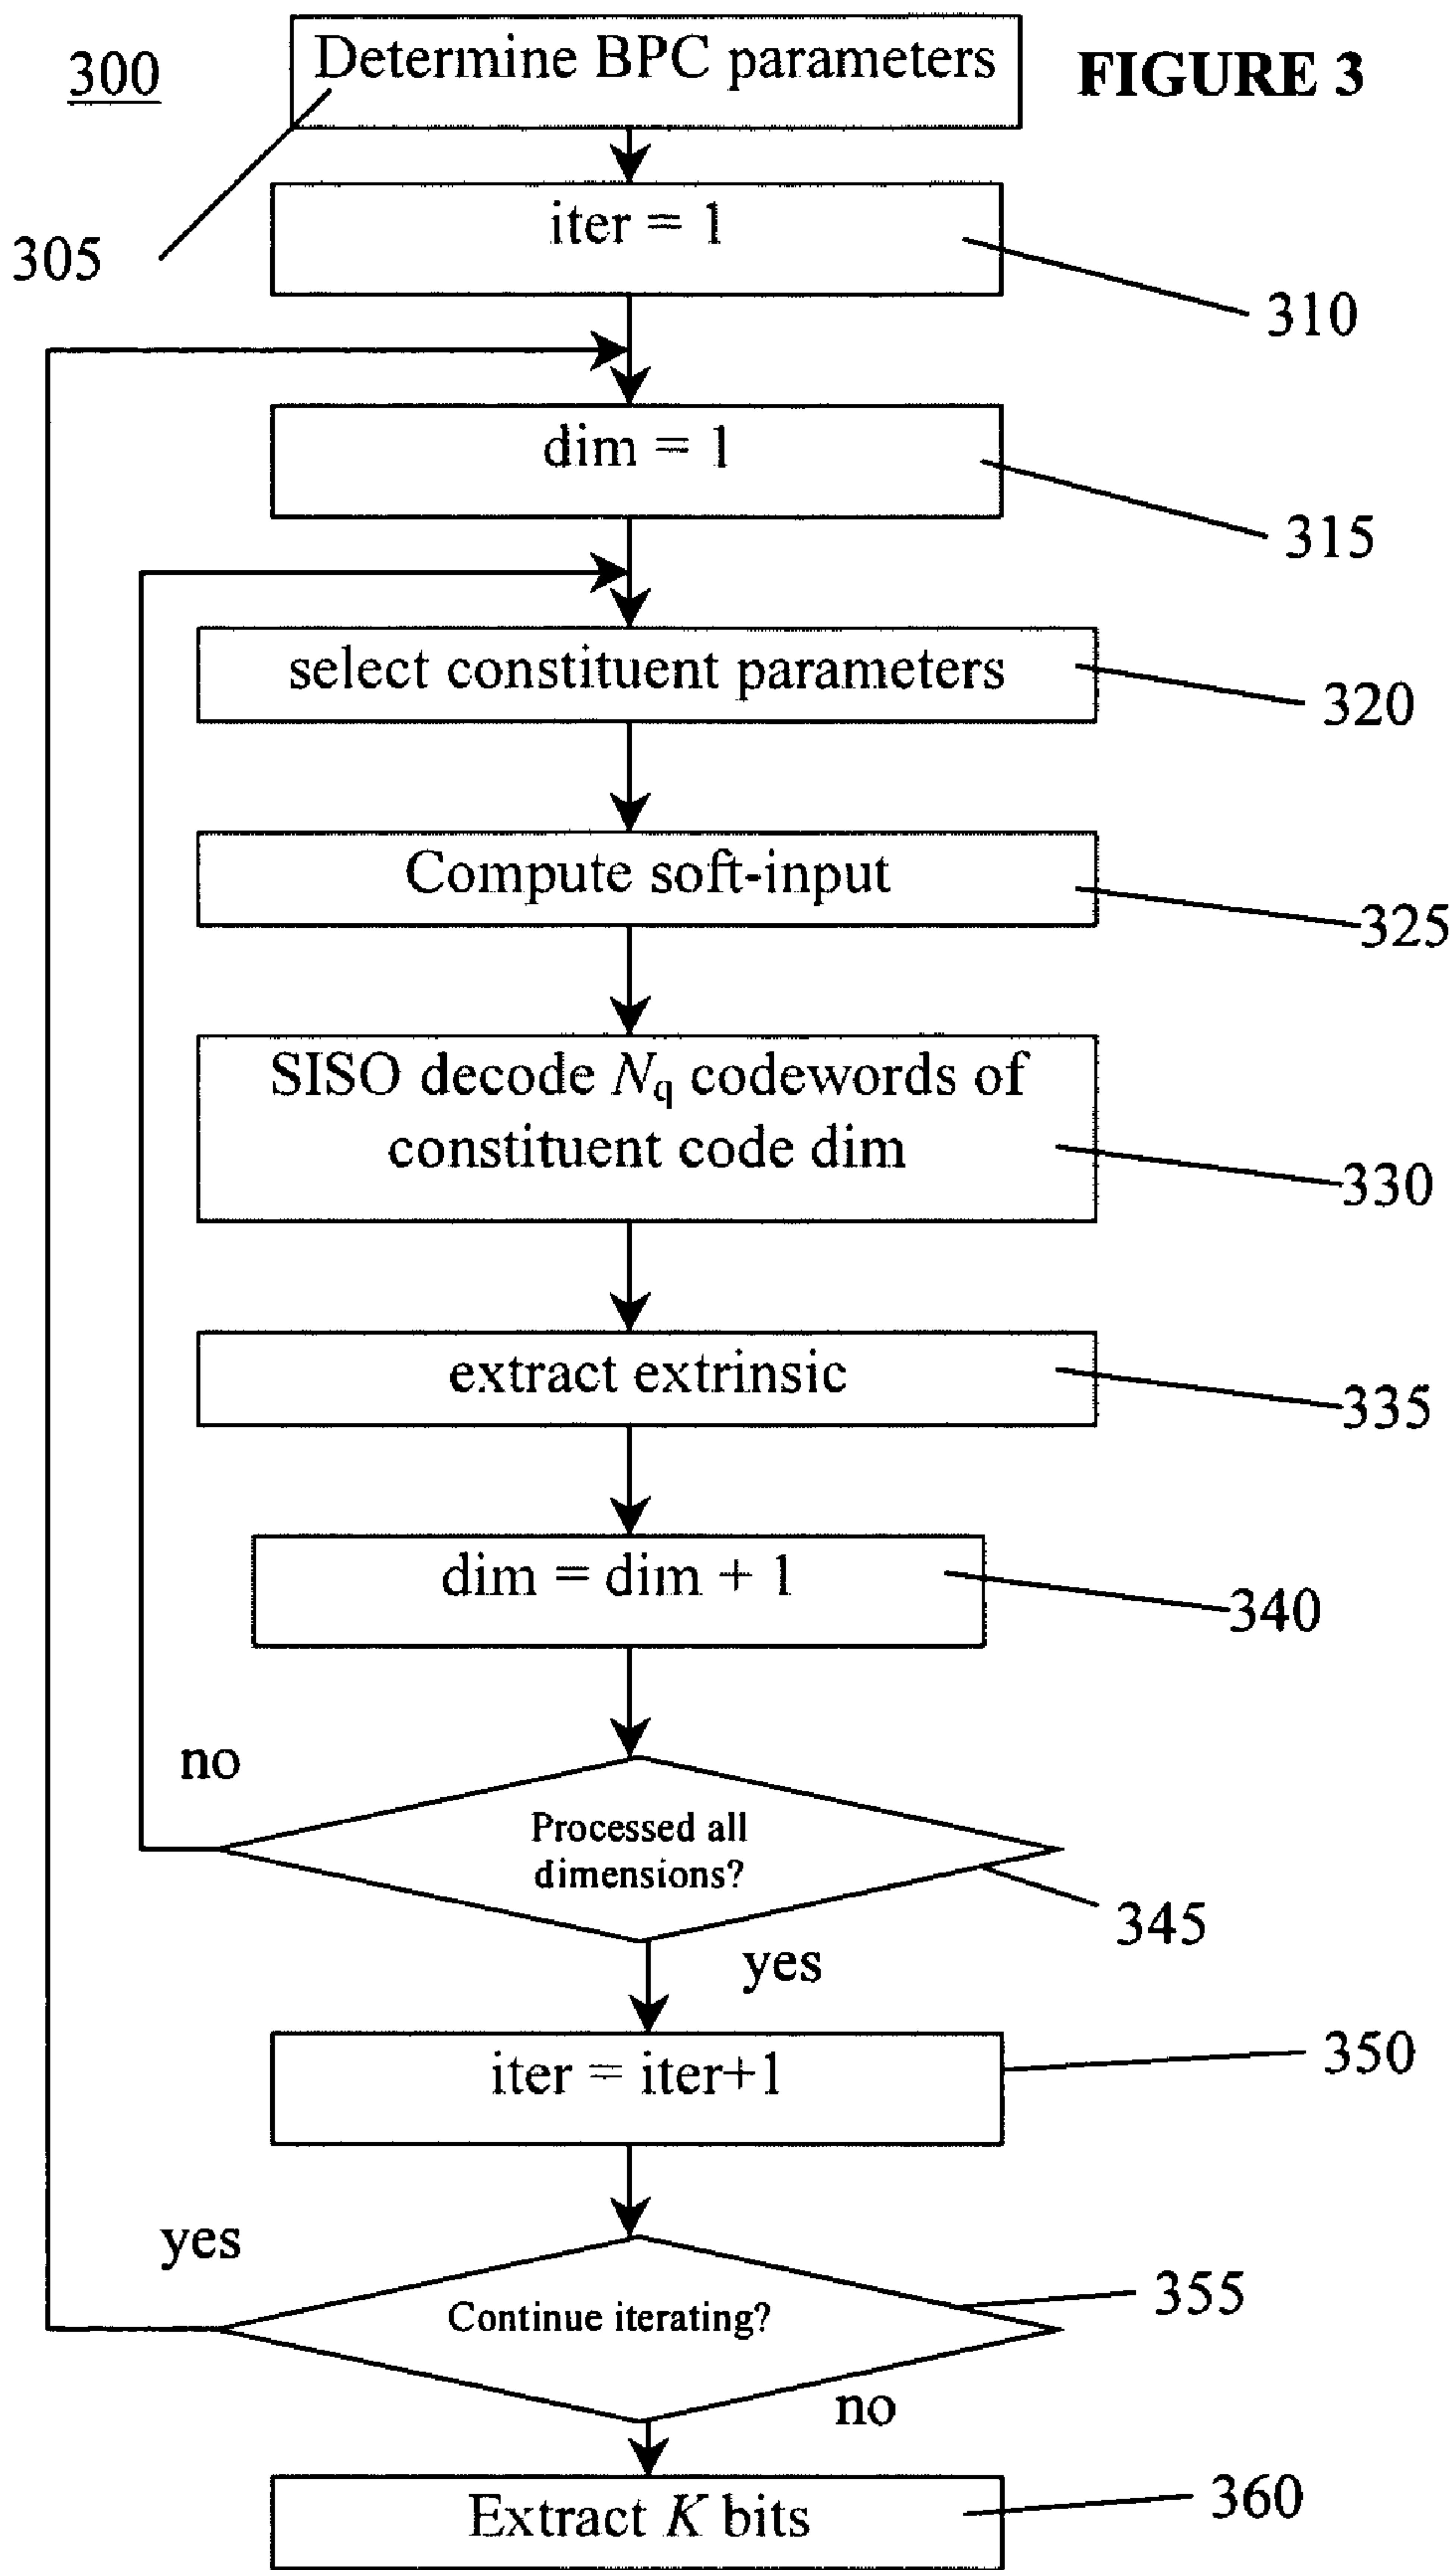 300
Determine BPC parameters
FIGURE 3
305
iter = 1
310
dim = 1
315
select constituent parameters
320
Compute soft-input
325
SISO decode Nq codewords of
constituent code dim
330
extract extrinsic
335
dim = dim + 1
340
no
Processed all
dimensions?
345
yes
iter = iter+1
350
yes
Continue iterating?
355
no
Extract K bits
360